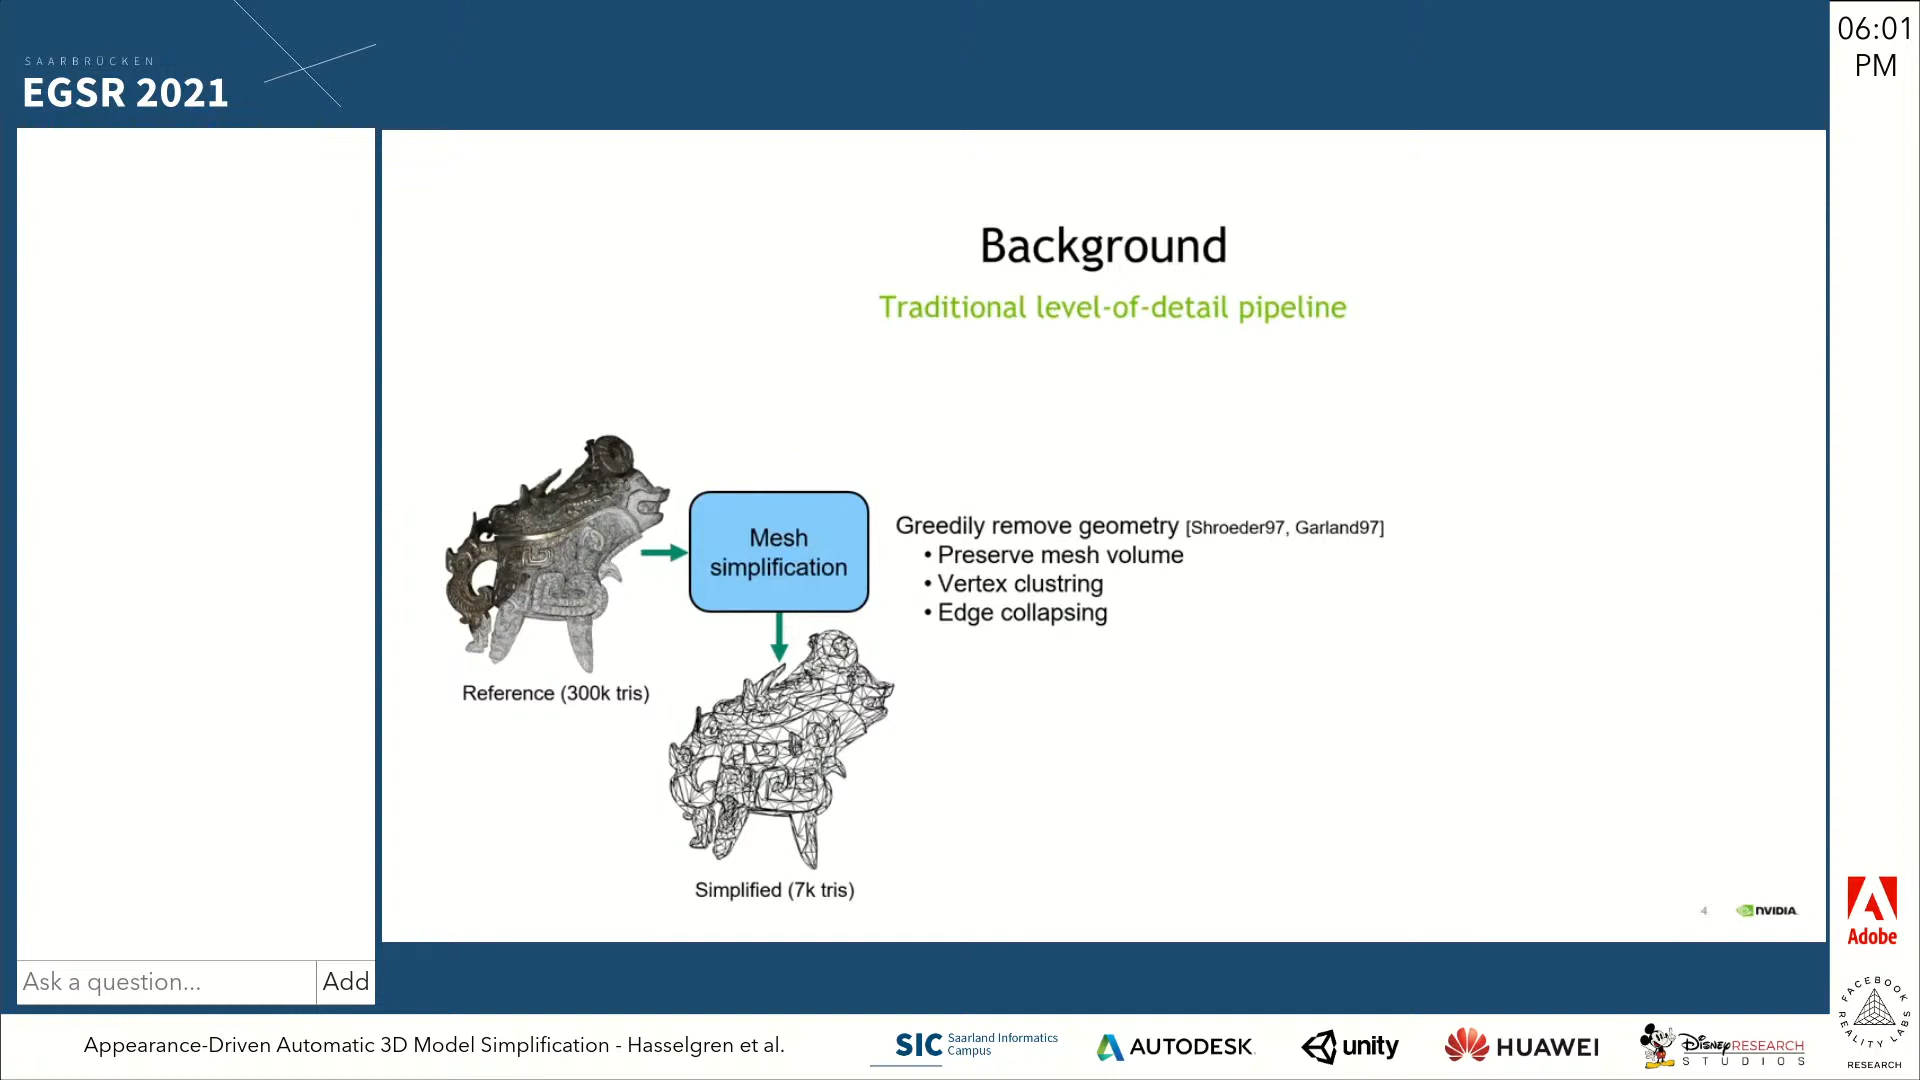 SAARBRÜCKEN
EGSR 2021
06:01
PM
Background
Traditional level-of-detail pipeline
Mesh
simplification
Greedily remove geometry [Shroeder97, Garland97]
• Preserve mesh volume
• Vertex clustring
• Edge collapsing
Reference (300k tris)
Simplified (7k tris)
4
NVIDIA
Adobe
Ask a question...
Add
FACEBOOK
REALITY LABS
RESEARCH
Appearance-Driven Automatic 3D Model Simplification - Hasselgren et al.
SIC Saarland Informatics
Campus
AUTODESK
unity
HUAWEI
Disney RESEARCH
STUDIOS